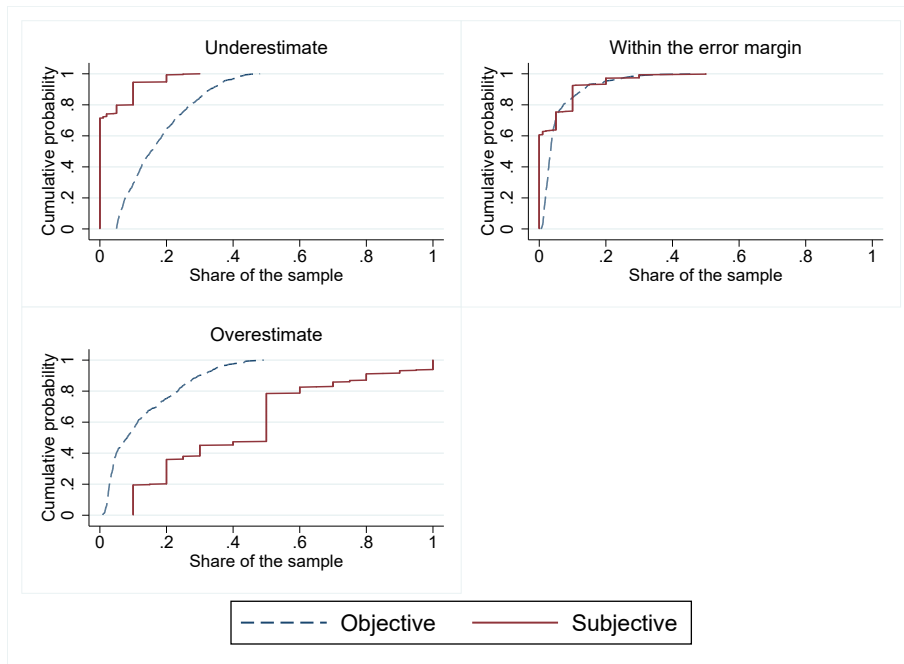 Underestimate
Cumulative probability
0 .2 .4 .6 .8 1
0 .2 .4 .6 .8 1
Share of the sample
Within the error margin
Cumulative probability
0 .2 .4 .6 .8 1
0 .2 .4 .6 .8 1
Share of the sample
Overestimate
Cumulative probability
0 .2 .4 .6 .8 1
0 .2 .4 .6 .8 1
Share of the sample
Objective Subjective